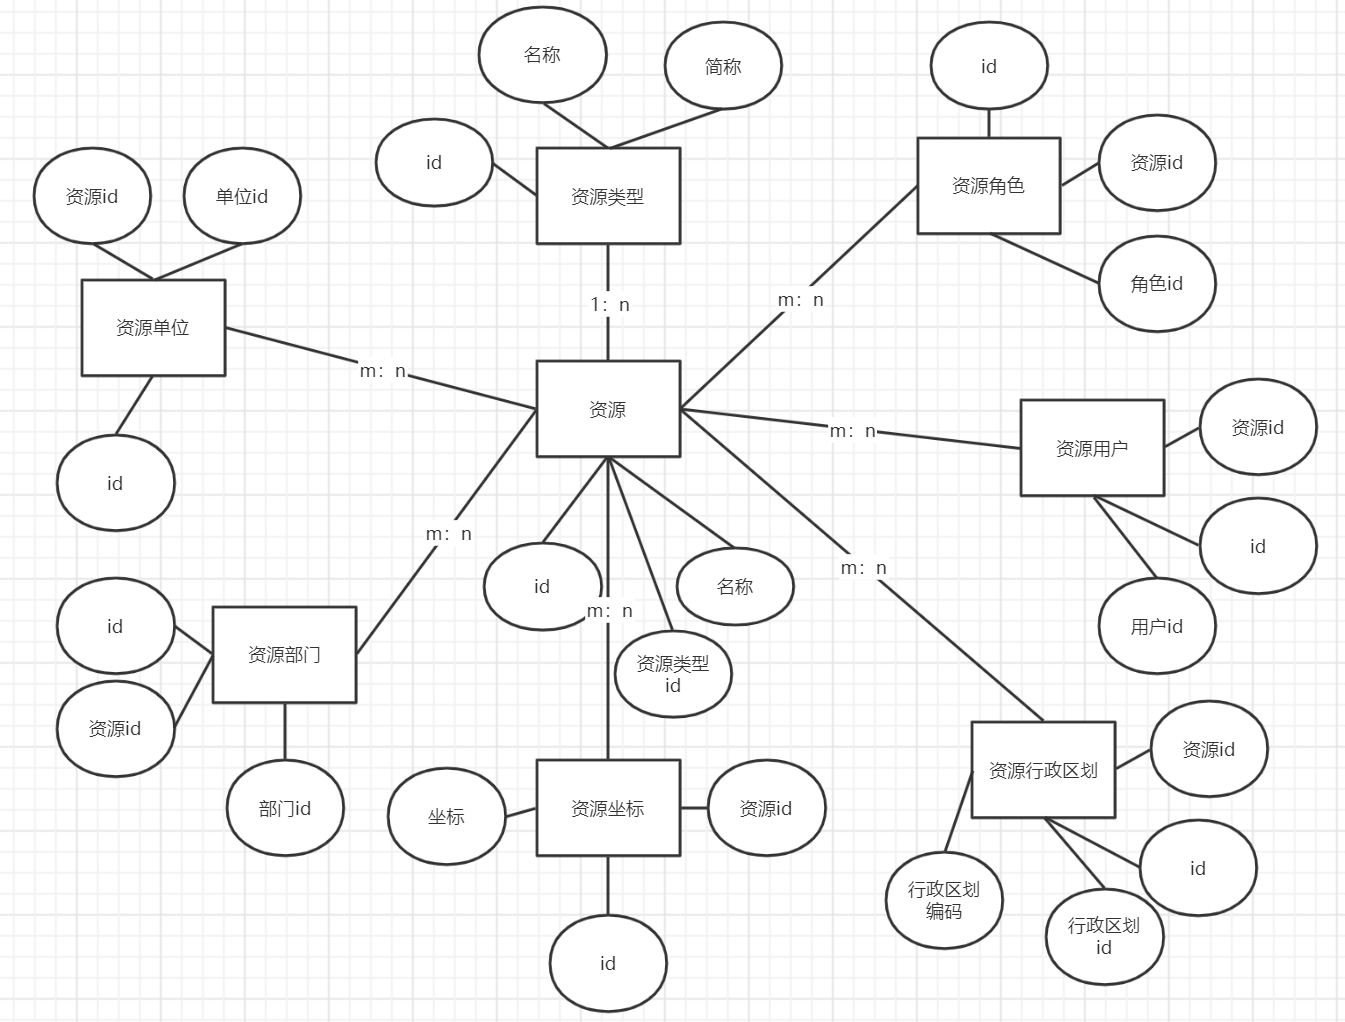 名称
简称
id
id
资源id
资源类型
资源角色
资源id
单位id
角色id
1：n
m：n
资源单位
m：n
资源
m：n
资源用户
资源id
id
m：n
m：n
id
id
名称
m：n
id
用户id
资源部门
资源类型
id
资源id
部门id
坐标
资源坐标
资源id
资源行政区划
资源id
id
行政区划
编码
行政区划
id
id